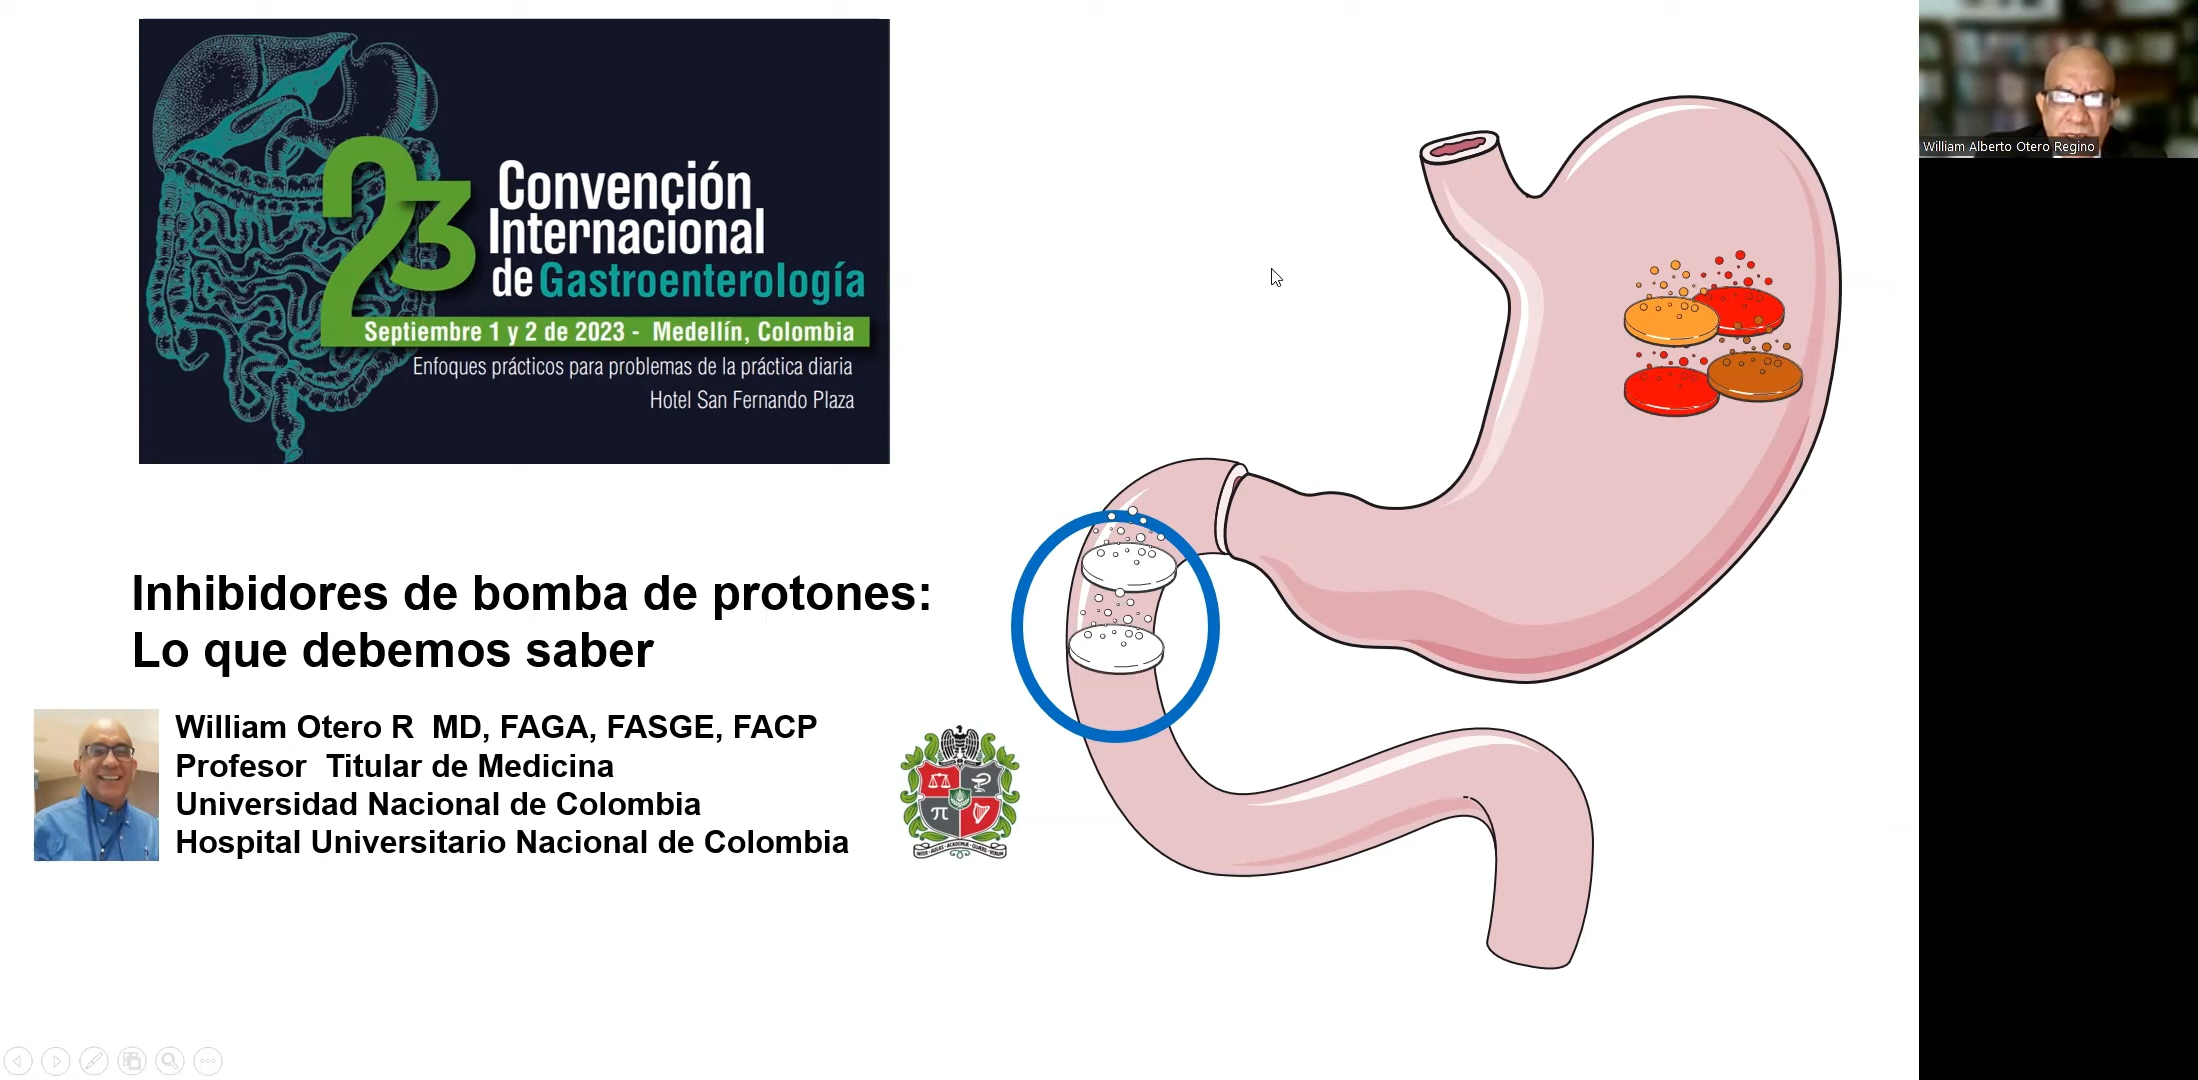 23
Convención
Internacional
de Gastroenterología
Septiembre 1 y 2 de 2023 - Medellín, Colombia
Enfoques prácticos para problemas de la práctica diaria
Hotel San Fernando Plaza
William Alberto Otero Regino
Inhibidores de bomba de protones:
Lo que debemos saber
William Otero R MD, FAGA, FASGE, FACP
Profesor Titular de Medicina
Universidad Nacional de Colombia
Hospital Universitario Nacional de Colombia
π